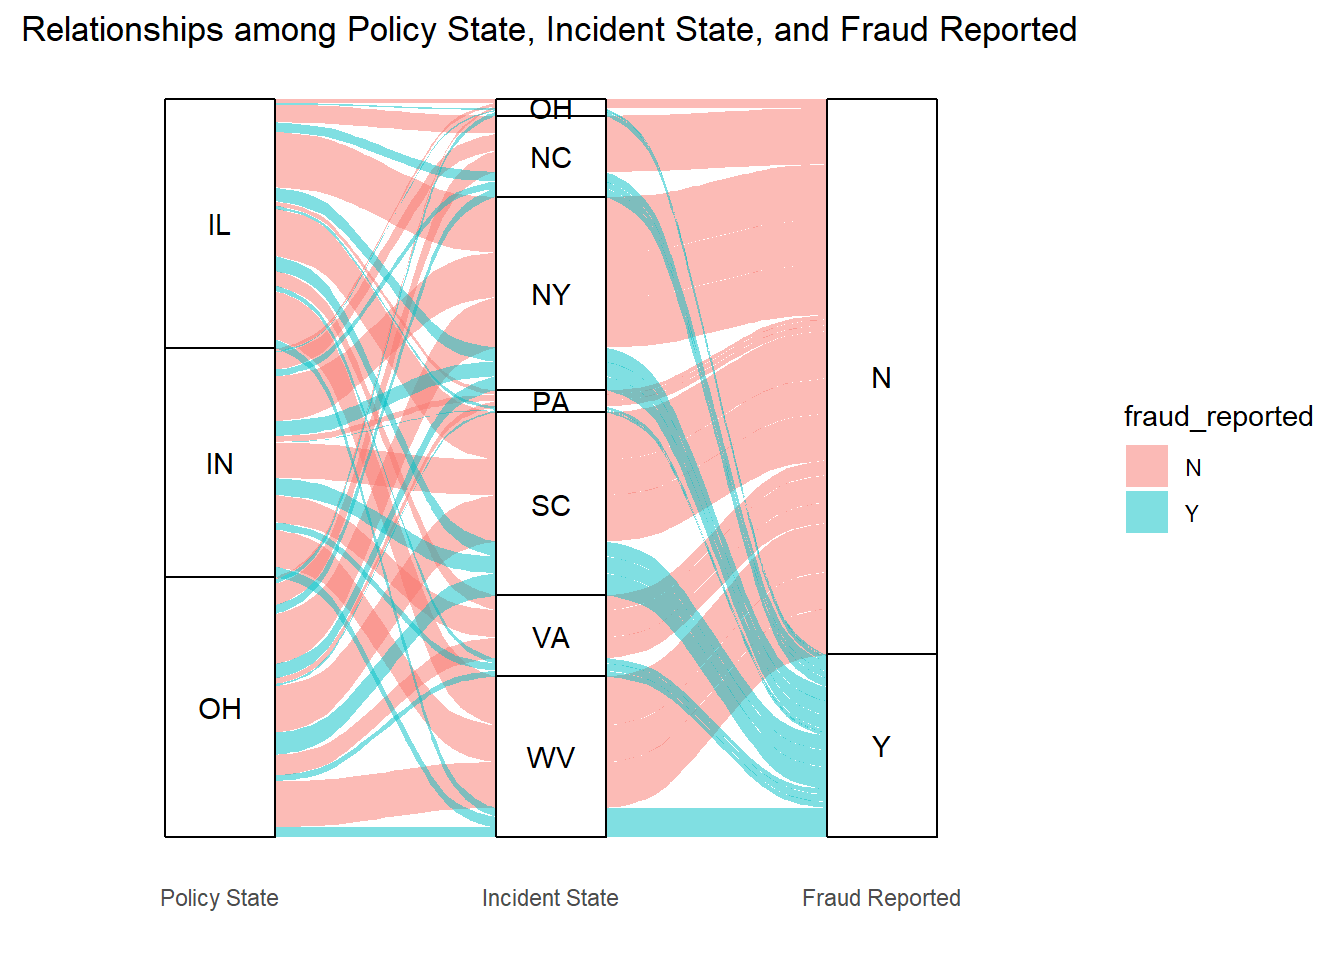 Relationships among Policy State, Incident State, and Fraud Reported
IL
IN
OH
OH
NC
NY
PA
SC
VA
WV
N
Y
Policy State
Incident State
Fraud Reported
fraud_reported
N
Y